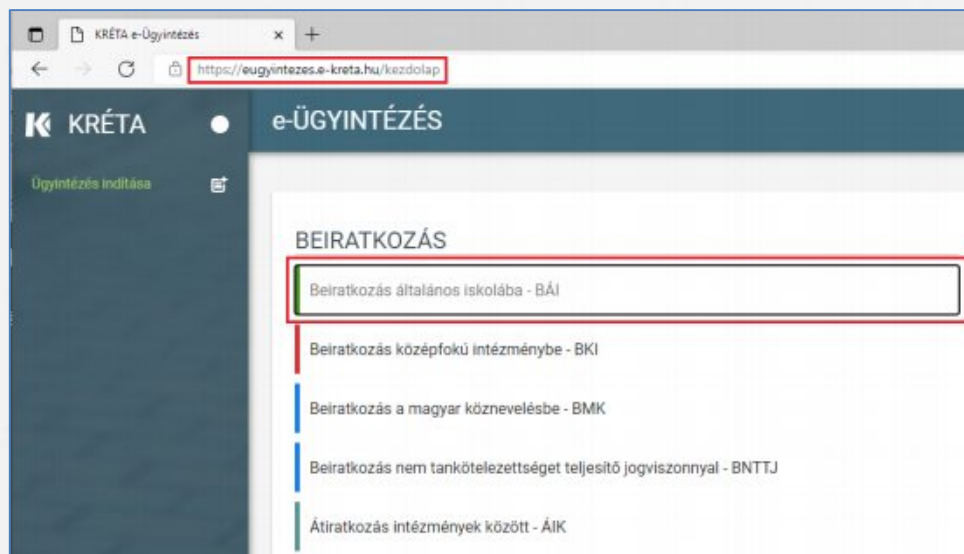 KRÉTA e-Ügyintézés
https://eugyintezes.e-kreta.hu/kezdolap
KRÉTA
e-ÜGYINTÉZÉS
Ügyintézés indítása
BEIRATKOZÁS
Beiratkozás általános iskolába - BÁI
Beiratkozás középfokú intézménybe - BKI
Beiratkozás a magyar köznevelésbe - BMK
Beiratkozás nem tankötelezettséget teljesítő jogviszonnyal - BNTTJ
Átiratkozás intézmények között - ÁIK